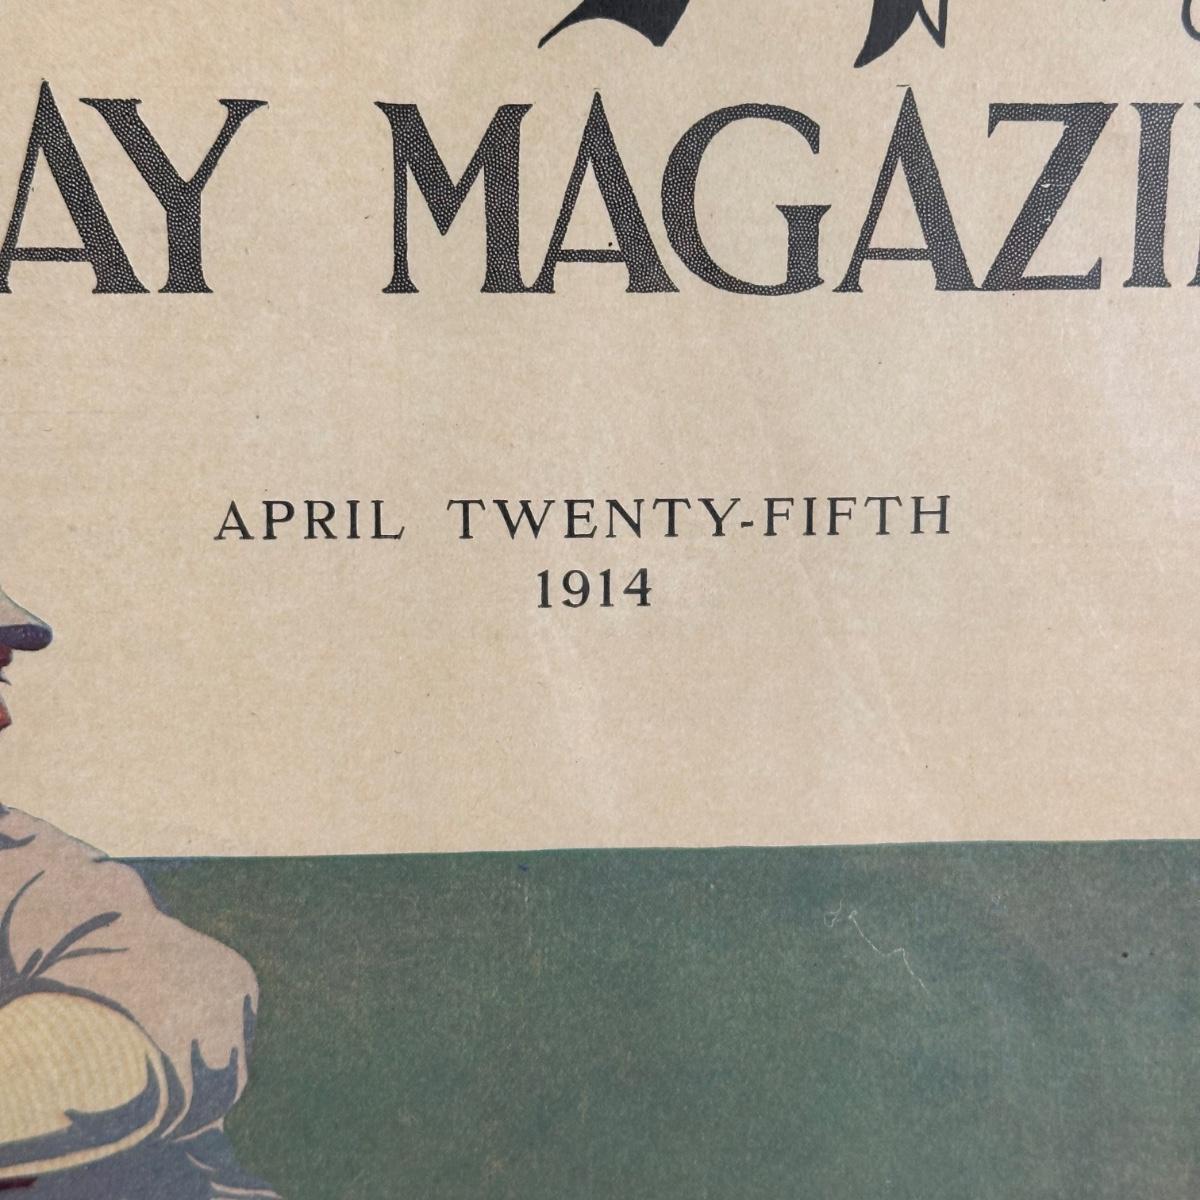 AY MAGAZI
APRIL TWENTY-FIFTH
1914